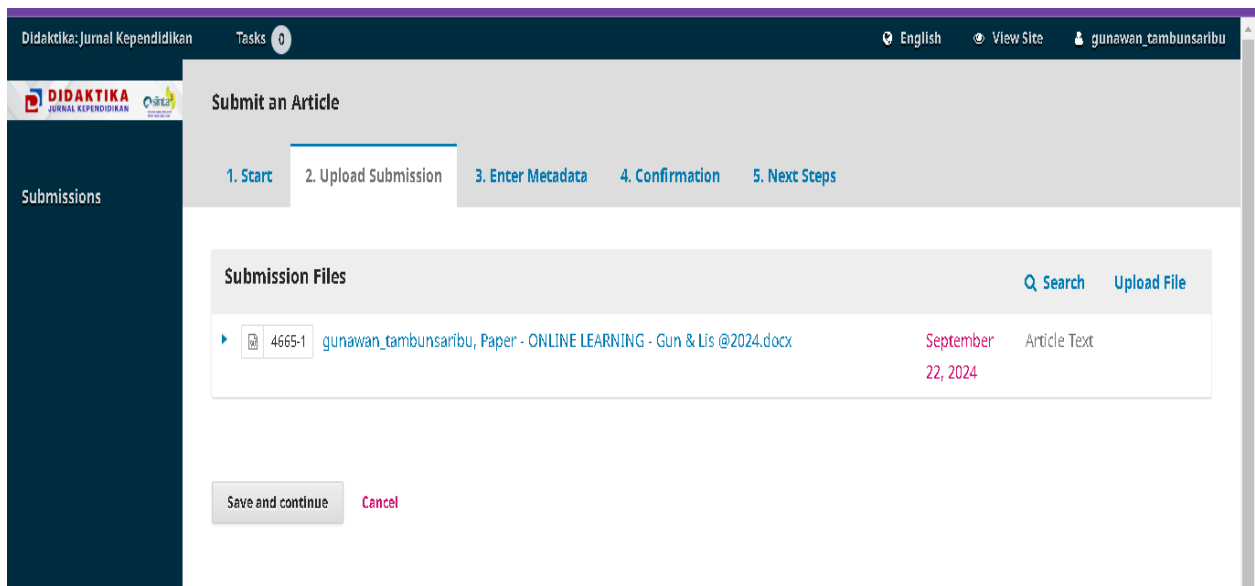 Didaktika: Jurnal Kependidikan Tasks 0 English View Site gunawan_tambunsaribu
DIDAKTIKA
JURNAL KEPENDIDIKAN
sinta
Submit an Article
1. Start 2. Upload Submission 3. Enter Metadata 4. Confirmation 5. Next Steps
Submissions
Submission Files
Search Upload File
4665-1 gunawan_tambunsaribu, Paper - ONLINE LEARNING - Gun & Lis @2024.docx September Article Text
22, 2024
Save and continue Cancel